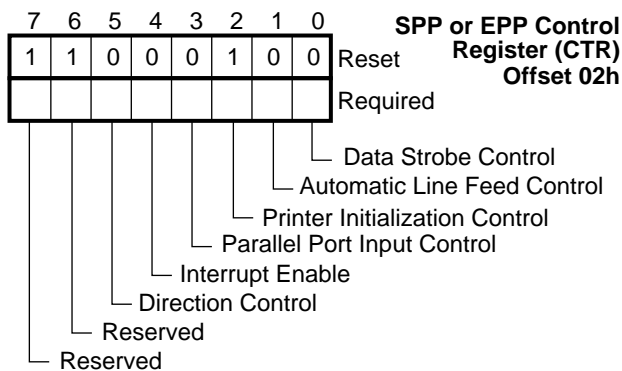 7 6 5 4 3 2 1 0
SPP or EPP Control
Register (CTR)
Offset 02h
1 1 0 0 0 1 0 0 Reset
Required
Data Strobe Control
Automatic Line Feed Control
Printer Initialization Control
Parallel Port Input Control
Interrupt Enable
Direction Control
Reserved
Reserved